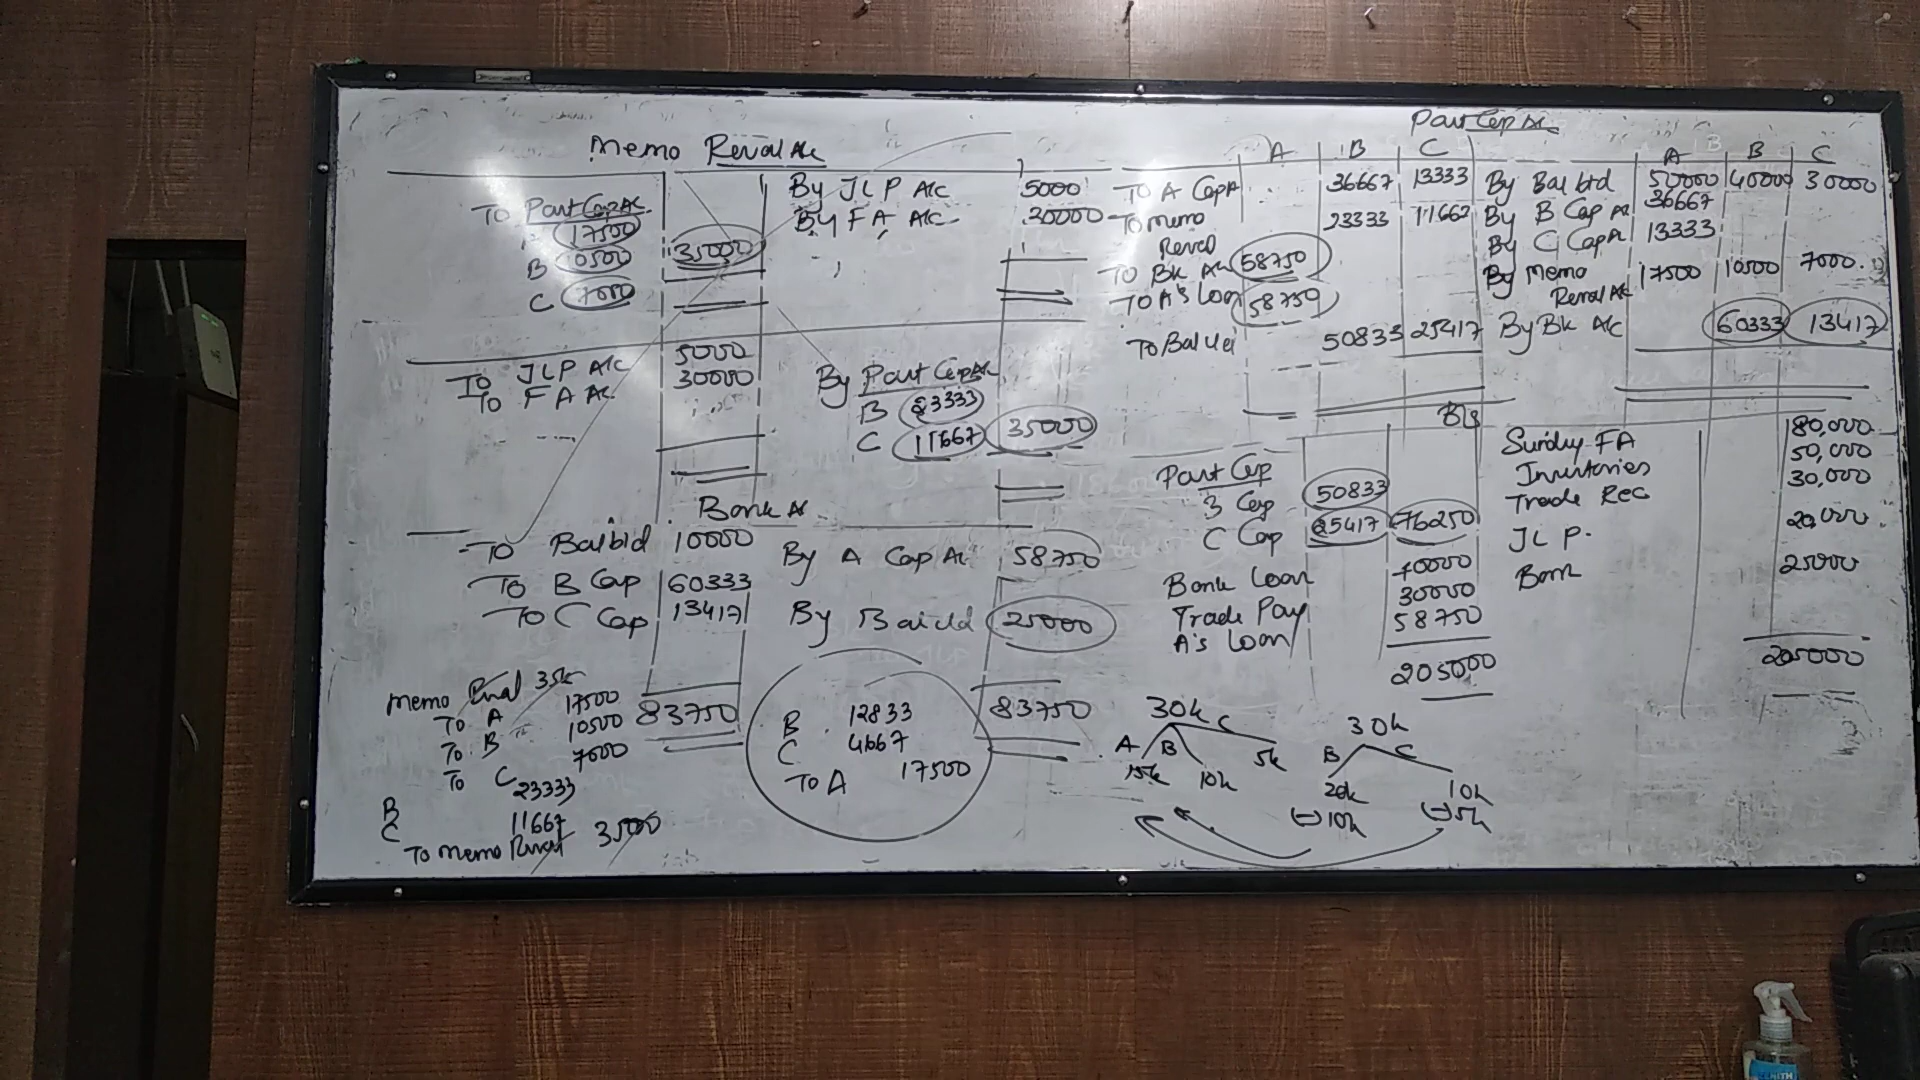 Memo Reval A/c
By JLP A/c 5000
By FA A/c 30000
To Part Cap A/c
17500
B 10500
C 7000
35000
To JLP A/c 5000
To FA A/c 30000
By Part Cap A/c
B 23333
C 11667 35000
Bank A/c
To Bal b/d 10000 By A Cap A/c 58750
To B Cap 60333
To C Cap 13417 By Bal c/d 25000
83750 83750
Memo Reval 35k
To A 17500
To B 10500
To C 7000
B 23333
C 11667
To Memo Reval 35000
B 12833
C 4667
To A 17500
Part Cap A/c
A B C A B C
To A Cap A 36667 13333 By Bal b/d 50000 40000 30000
To Memo Reval 23333 11667 By B Cap A/c 36667
By C Cap A 13333
To Bk A/c 58750 By Memo Reval A/c 17500 10500 7000
To A's Loan 58750
To Bal c/d 50833 25417 By Bk A/c 60333 13417
B/S
Part Cap Sundry FA 80,000
B Cap 50833 Inventories 50,000
C Cap 25417 76250 Trade Rec 30,000
JLP. 20,000
Bank Loan 40000 Bank 25000
Trade Pay 30000
A's Loan 58750
205000 205000
30k
A B C
15k 10k 5k
30k
B C
20k 10k
(-) 10k (-) 5k